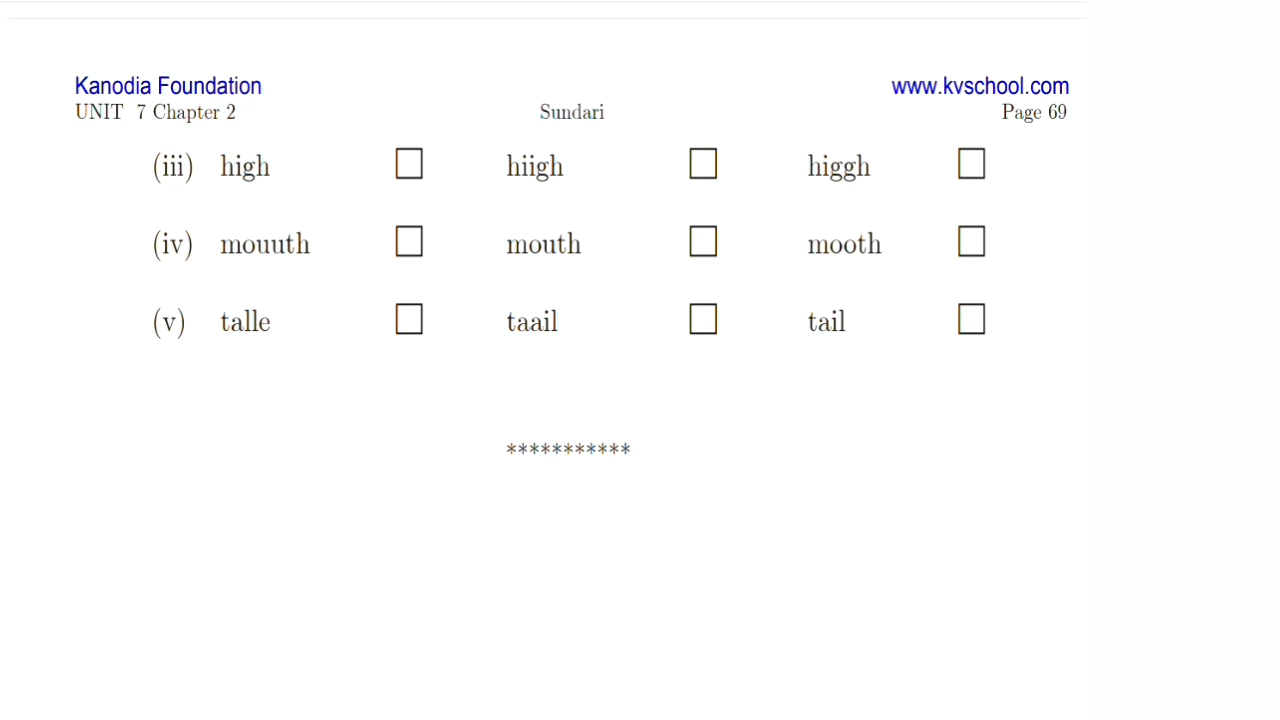 Kanodia Foundation www.kvschool.com
UNIT 7 Chapter 2 Sundari Page 69
(iii) high hiigh higgh
(iv) mouuth mouth mooth
(v) talle taail tail
***********